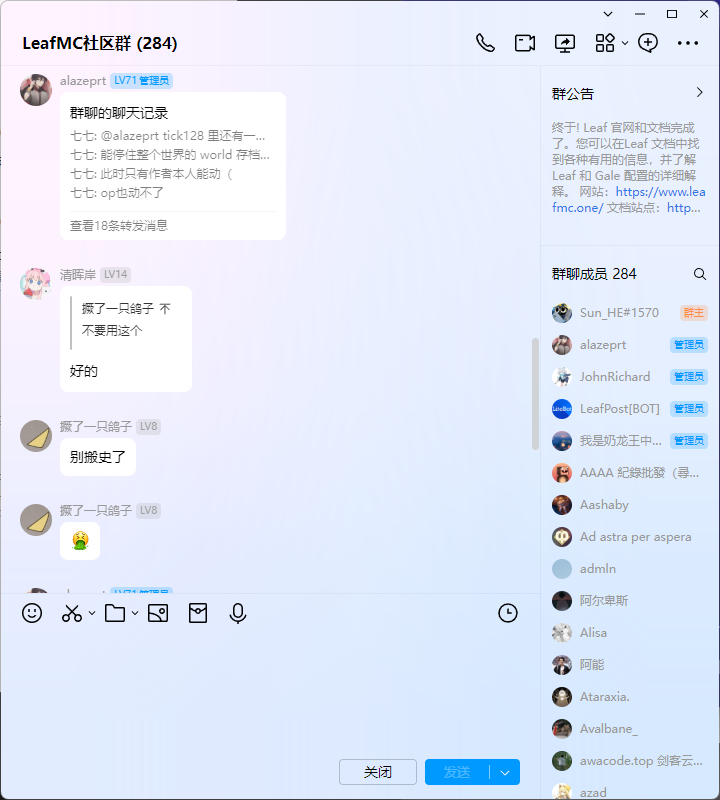 LeafMC社区群 (284)
alazeprt LV71 管理员
群聊的聊天记录
七七: @alazeprt tick128 里还有一...
七七: 能停住整个世界的 world 存档...
七七: 此时只有作者本人能动（
七七: op也动不了
查看18条转发消息
清晖岸 LV14
撅了一只鸽子 不
不要用这个
好的
撅了一只鸽子 LV8
别搬史了
撅了一只鸽子 LV8
🤮
LV71 管理员
关闭
发送
群公告
终于! Leaf 官网和文档完成
了。您可以在Leaf 文档中找
到各种有用的信息，并了解
Leaf 和 Gale 配置的详细解
释。 网站：https://www.lea
fmc.one/ 文档站点：http...
群聊成员 284
Sun_HE#1570 群主
alazeprt 管理员
JohnRichard 管理员
LeafPost[BOT] 管理员
我是奶龙王中... 管理员
AAAA 紀錄批發（尋...
Aashaby
Ad astra per aspera
admln
阿尔卑斯
Alisa
阿能
Ataraxia.
Avalbane_
awacode.top 剑客云...
azad